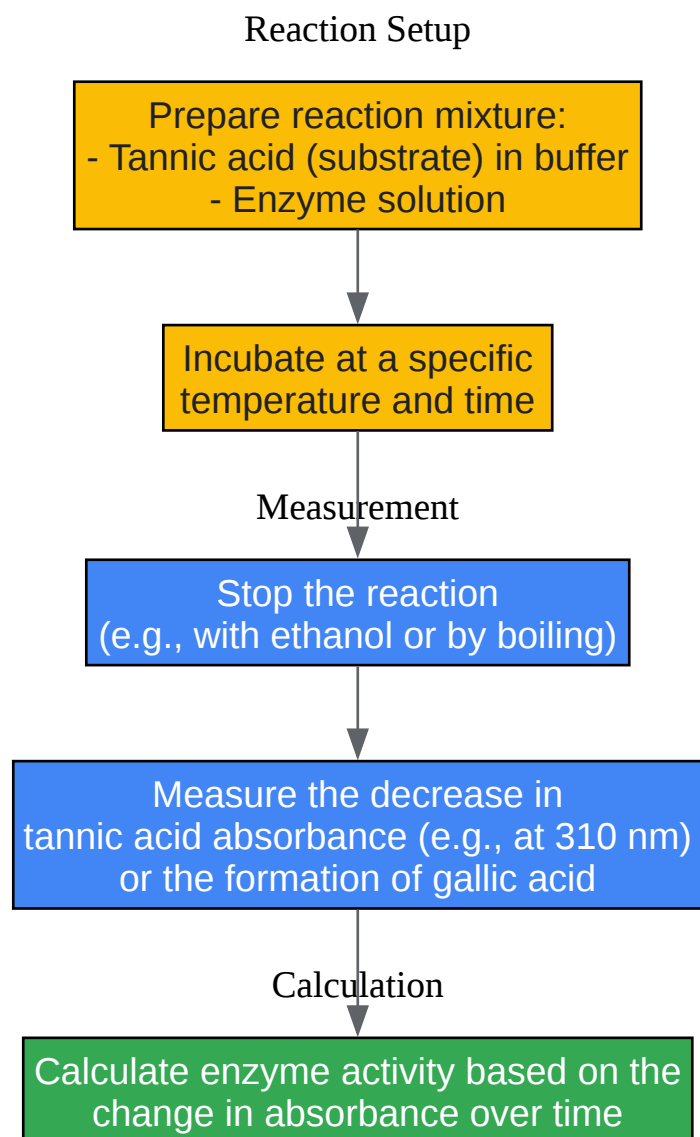 Reaction Setup
Prepare reaction mixture:
- Tannic acid (substrate) in buffer
- Enzyme solution
Incubate at a specific
temperature and time
Measurement
Stop the reaction
(e.g., with ethanol or by boiling)
Measure the decrease in
tannic acid absorbance (e.g., at 310 nm)
or the formation of gallic acid
Calculation
Calculate enzyme activity based on the
change in absorbance over time